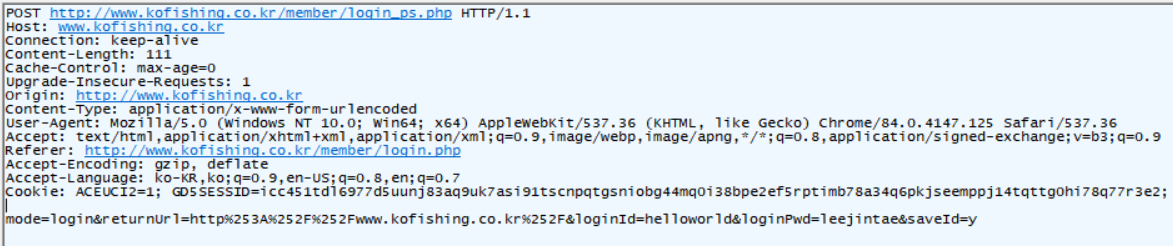 POST http://www.kofishing.co.kr/member/login_ps.php HTTP/1.1
Host: www.kofishing.co.kr
Connection: keep-alive
Content-Length: 111
Cache-Control: max-age=0
Upgrade-Insecure-Requests: 1
Origin: http://www.kofishing.co.kr
Content-Type: application/x-www-form-urlencoded
User-Agent: Mozilla/5.0 (Windows NT 10.0; Win64; x64) AppleWebKit/537.36 (KHTML, like Gecko) Chrome/84.0.4147.125 Safari/537.36
Accept: text/html,application/xhtml+xml,application/xml;q=0.9,image/webp,image/apng,*/*;q=0.8,application/signed-exchange;v=b3;q=0.9
Referer: http://www.kofishing.co.kr/member/login.php
Accept-Encoding: gzip, deflate
Accept-Language: ko-KR,ko;q=0.9,en-US;q=0.8,en;q=0.7
Cookie: ACEUCI2=1; GD5SESSID=icc451tdl6977d5uunj83aq9uk7asi91tscnpqtgsniobg44mq0i38bpe2ef5rptimb78a34q6pkjseemppj14tqttg0hi78q77r3e2;
mode=login&returnUrl=http%253A%252F%252Fwww.kofishing.co.kr%252F&loginId=helloworld&loginPwd=leejintae&saveId=y